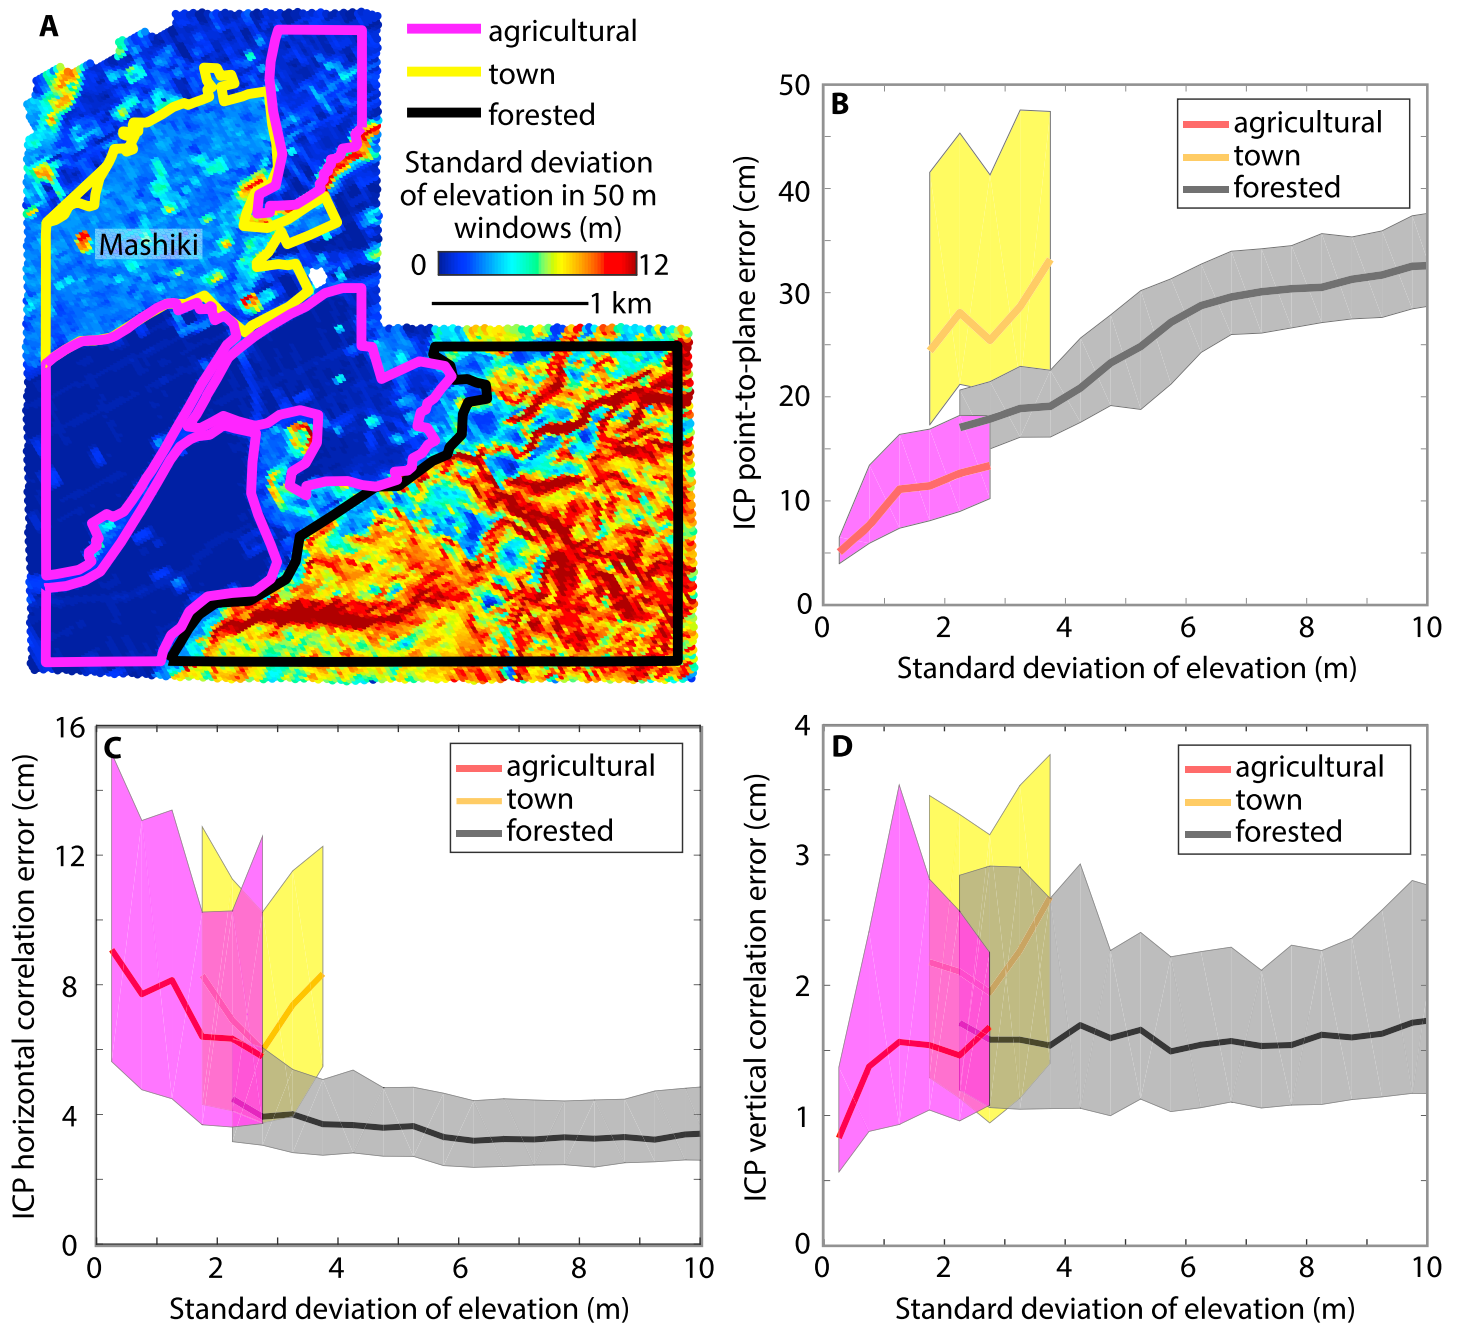 A
agricultural
town
forested
Standard deviation
of elevation in 50 m
windows (m)
0 12
1 km
Mashiki
B
agricultural
town
forested
50
40
30
20
10
0
0 2 4 6 8 10
ICP point-to-plane error (cm)
Standard deviation of elevation (m)
C
agricultural
town
forested
16
12
8
4
0
0 2 4 6 8 10
ICP horizontal correlation error (cm)
Standard deviation of elevation (m)
D
agricultural
town
forested
4
3
2
1
0
0 2 4 6 8 10
ICP vertical correlation error (cm)
Standard deviation of elevation (m)